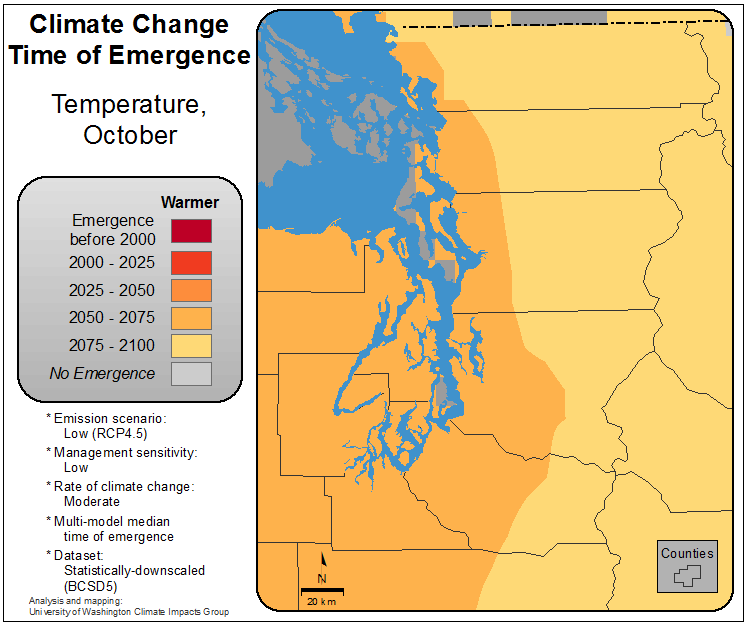 Climate Change
Time of Emergence
Temperature,
October
Warmer
Emergence
before 2000
2000 - 2025
2025 - 2050
2050 - 2075
2075 - 2100
No Emergence
* Emission scenario:
Low (RCP4.5)
* Management sensitivity:
Low
* Rate of climate change:
Moderate
* Multi-model median
time of emergence
* Dataset:
Statistically-downscaled
(BCSD5)
Analysis and mapping:
University of Washington Climate Impacts Group
N
20 km
Counties